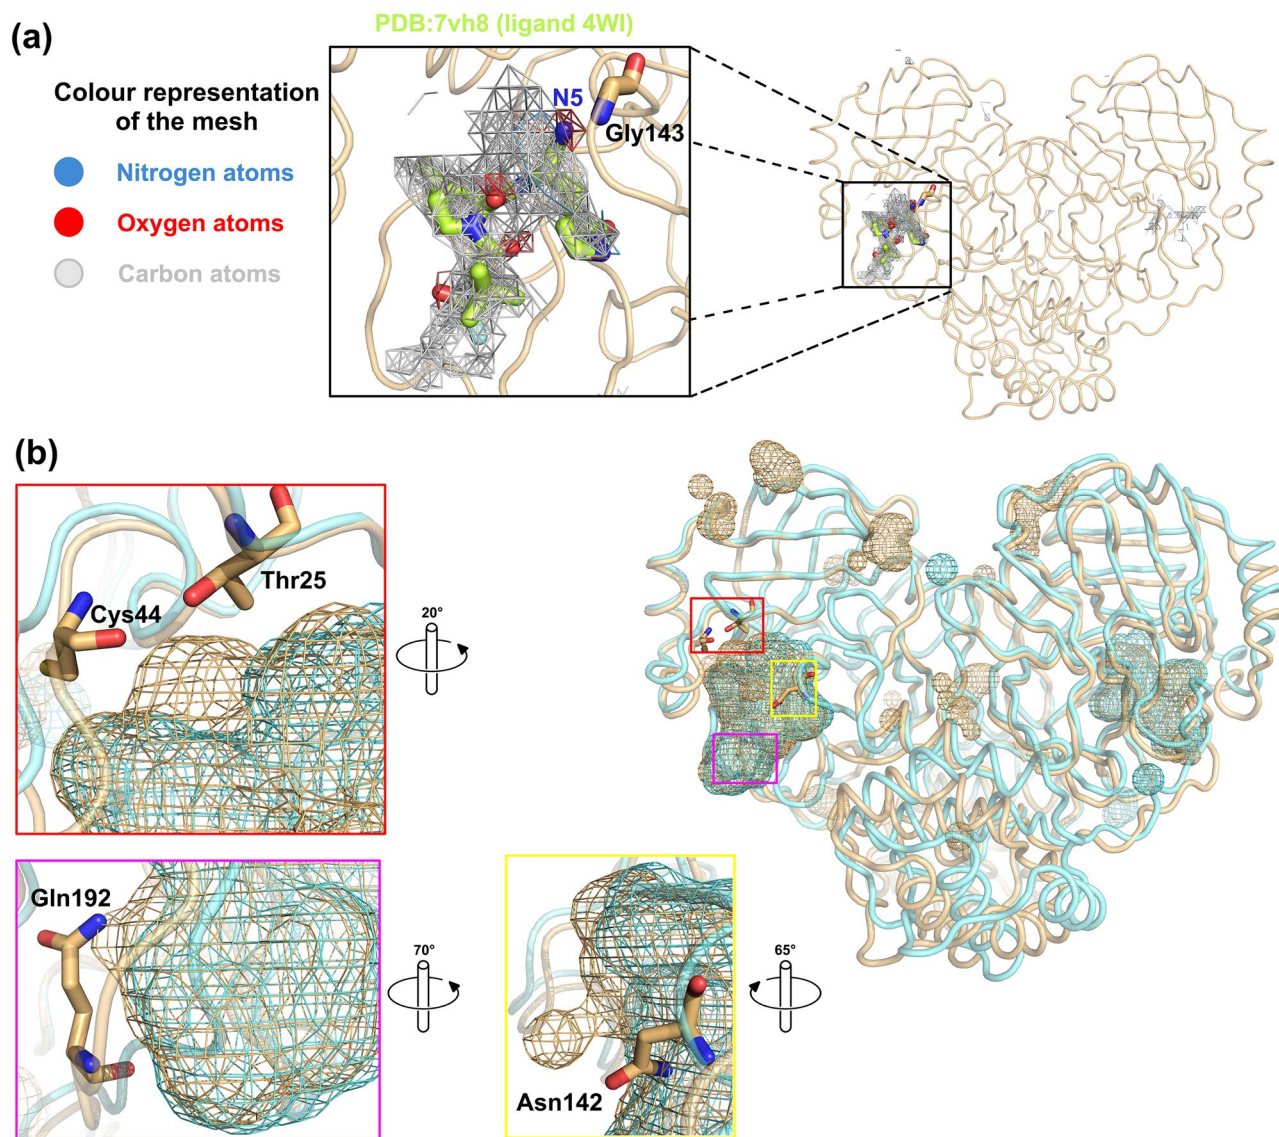 (a)
PDB:7vh8 (ligand 4WI)
Colour representation
of the mesh
Nitrogen atoms
Oxygen atoms
Carbon atoms
N5
Gly143
(b)
Thr25
Cys44
20°
Gln192
70°
Asn142
65°